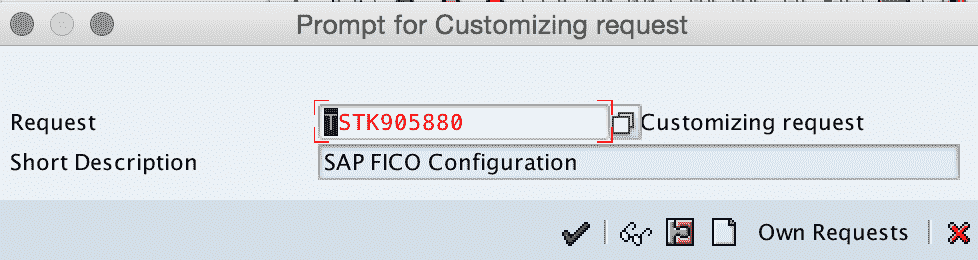 Prompt for Customizing request
Request TSTK905880 Customizing request
Short Description SAP FICO Configuration
Own Requests